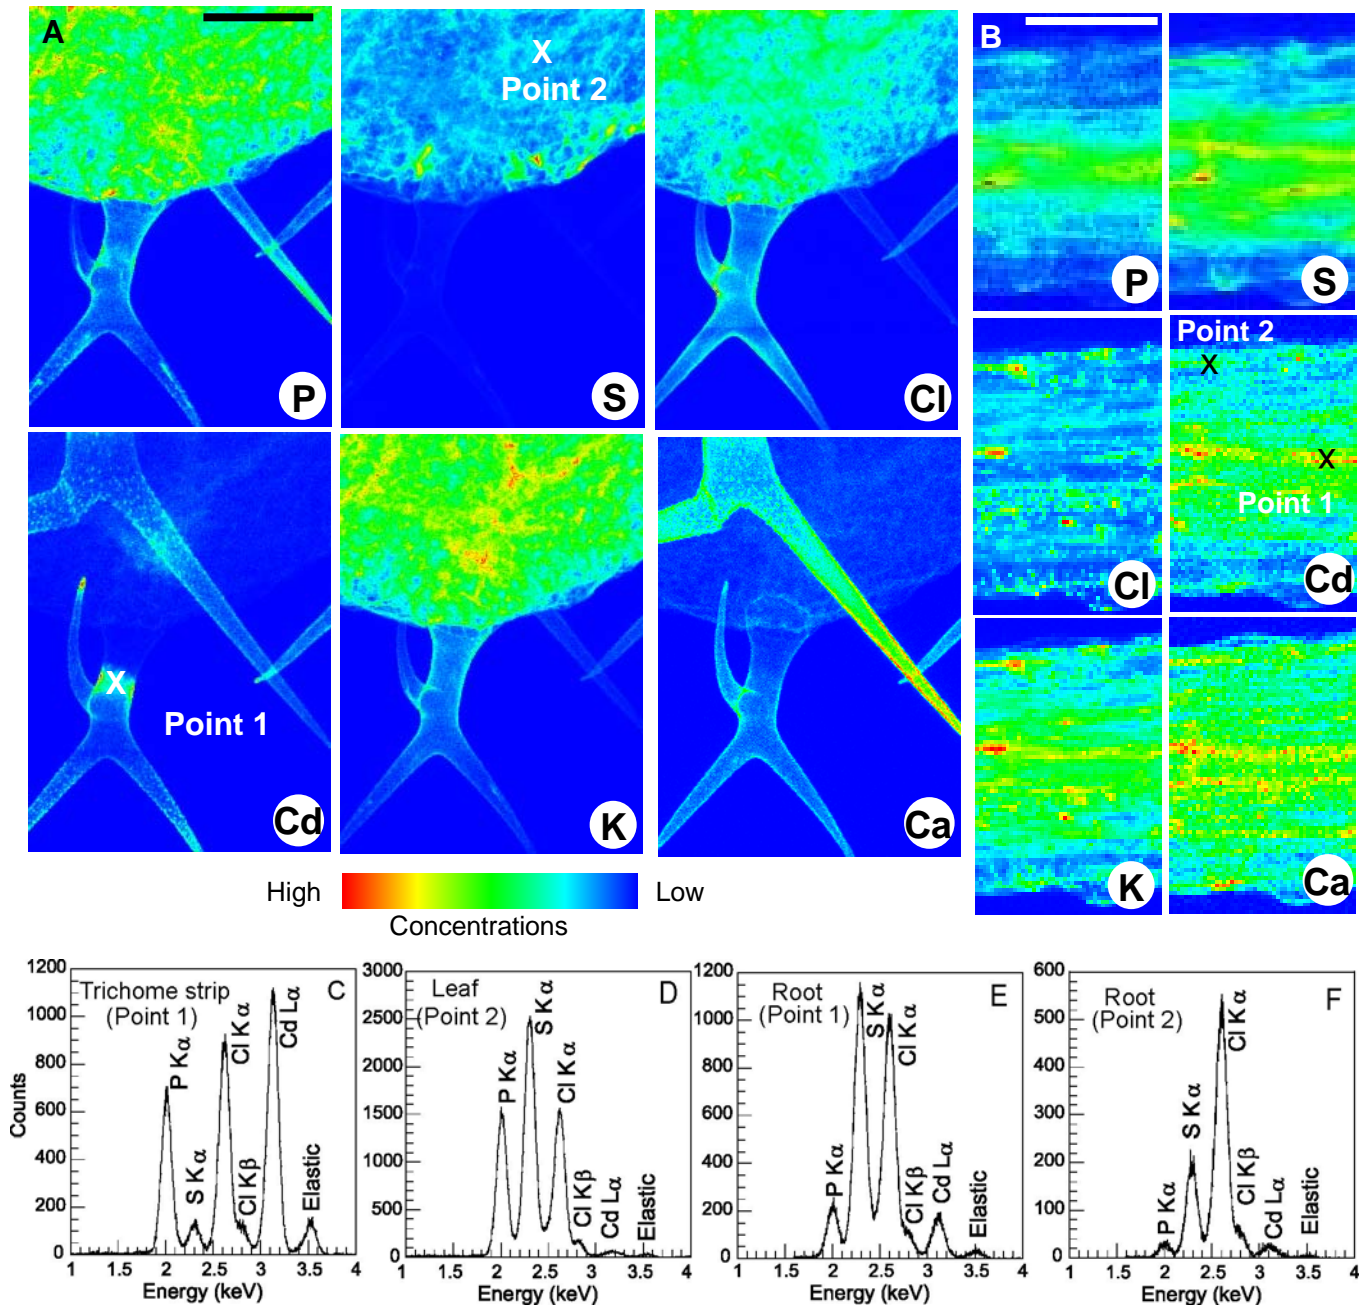 A
X
Point 2
P
S
Cl
X
Point 1
Cd
K
Ca
B
P
S
Point 2
X
X
Point 1
Cl
Cd
K
Ca
High
Low
Concentrations
1200
1000
800
600
400
200
0
Counts
Trichome strip
(Point 1)
C
P Kα
S Kα
Cl Kα
Cl Kβ
Cd Lα
Elastic
1 1.5 2 2.5 3 3.5 4
Energy (keV)
3000
2500
2000
1500
1000
500
0
Leaf
(Point 2)
D
P Kα
S Kα
Cl Kα
Cl Kβ
Cd Lα
Elastic
1 1.5 2 2.5 3 3.5 4
Energy (keV)
1200
1000
800
600
400
200
0
Root
(Point 1)
E
P Kα
S Kα
Cl Kα
Cl Kβ
Cd Lα
Elastic
1 1.5 2 2.5 3 3.5 4
Energy (keV)
600
500
400
300
200
100
0
Root
(Point 2)
F
P Kα
S Kα
Cl Kα
Cl Kβ
Cd Lα
Elastic
1 1.5 2 2.5 3 3.5 4
Energy (keV)